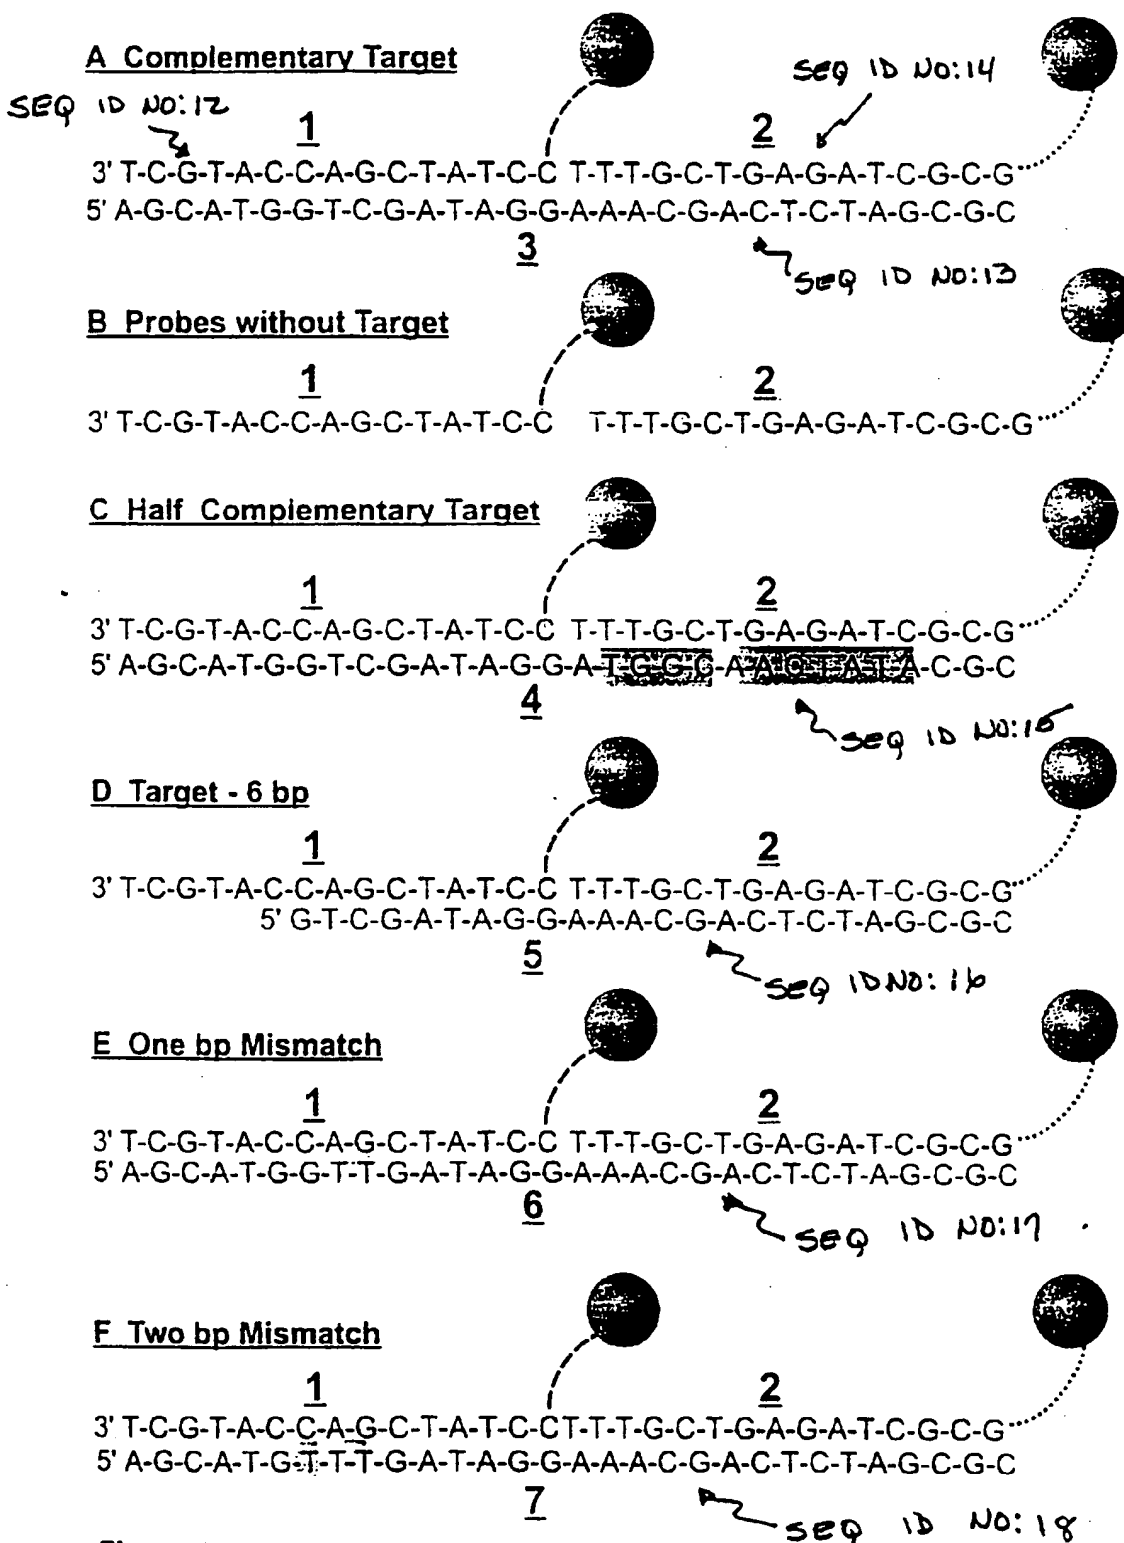 A Complementary Target
SEQ ID NO:14
SEQ ID NO:12
1
2
3' T-C-G-T-A-C-C-A-G-C-T-A-T-C-C T-T-T-G-C-T-G-A-G-A-T-C-G-C-G
5' A-G-C-A-T-G-G-T-C-G-A-T-A-G-G-A-A-A-C-G-A-C-T-C-T-A-G-C-G-C
3
SEQ ID NO:13
B Probes without Target
1
2
3' T-C-G-T-A-C-C-A-G-C-T-A-T-C-C T-T-T-G-C-T-G-A-G-A-T-C-G-C-G
C Half Complementary Target
1
2
3' T-C-G-T-A-C-C-A-G-C-T-A-T-C-C T-T-T-G-C-T-G-A-G-A-T-C-G-C-G
5' A-G-C-A-T-G-G-T-C-G-A-T-A-G-G-A-T-G-G-C-A-A-C-T-A-T-A-C-G-C
4
SEQ ID NO:15
D Target - 6 bp
1
2
3' T-C-G-T-A-C-C-A-G-C-T-A-T-C-C T-T-T-G-C-T-G-A-G-A-T-C-G-C-G
5' G-T-C-G-A-T-A-G-G-A-A-A-C-G-A-C-T-C-T-A-G-C-G-C
5
SEQ ID NO:16
E One bp Mismatch
1
2
3' T-C-G-T-A-C-C-A-G-C-T-A-T-C-C T-T-T-G-C-T-G-A-G-A-T-C-G-C-G
5' A-G-C-A-T-G-G-T-T-G-A-T-A-G-G-A-A-A-C-G-A-C-T-C-T-A-G-C-G-C
6
SEQ ID NO:17
F Two bp Mismatch
1
2
3' T-C-G-T-A-C-C-A-G-C-T-A-T-C-C T-T-T-G-C-T-G-A-G-A-T-C-G-C-G
5' A-G-C-A-T-G-T-T-T-G-A-T-A-G-G-A-A-A-C-G-A-C-T-C-T-A-G-C-G-C
7
SEQ ID NO:18